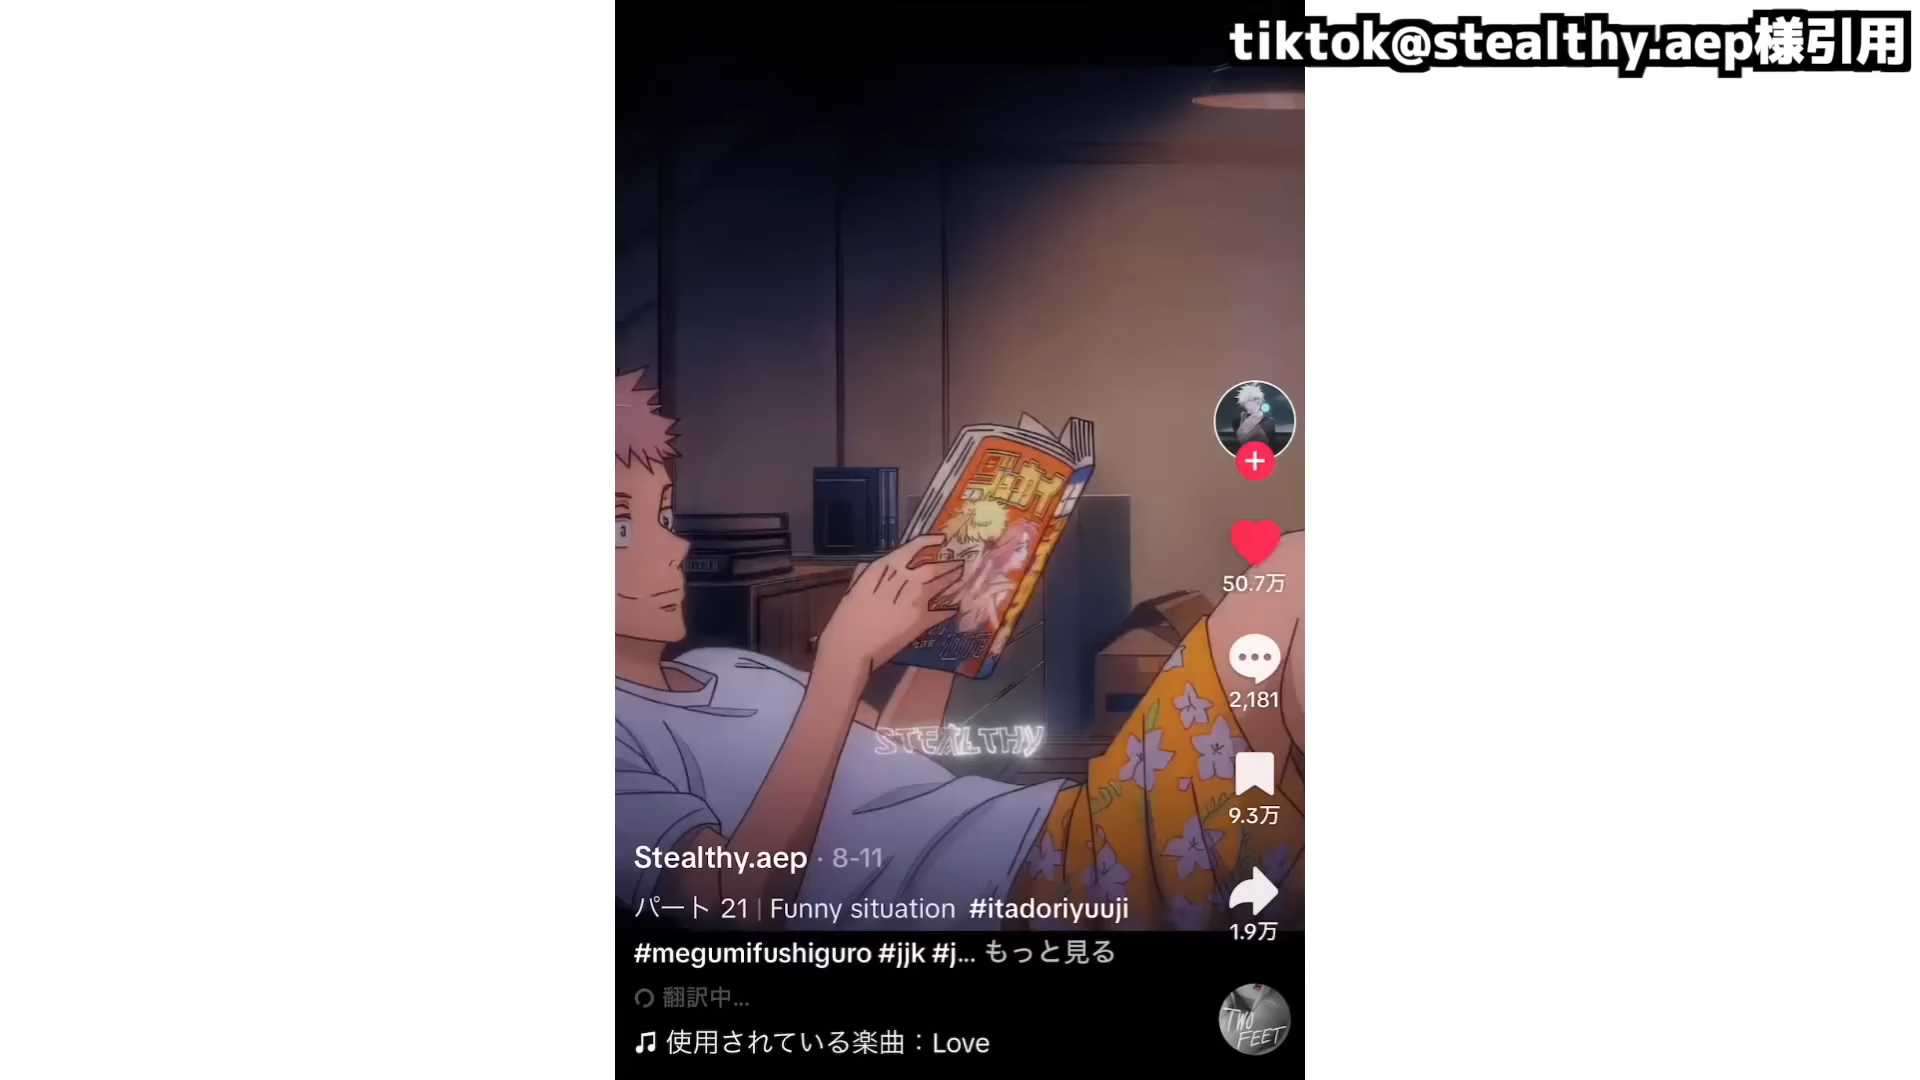 tiktok@stealthy.aep様引用
STEALTHY
50.7万
2,181
9.3万
1.9万
Stealthy.aep · 8-11
パート 21 | Funny situation #itadoriyuuji
#megumifushiguro #jjk #j... もっと見る
翻訳中...
使用されている楽曲：Love
TWO
FEET